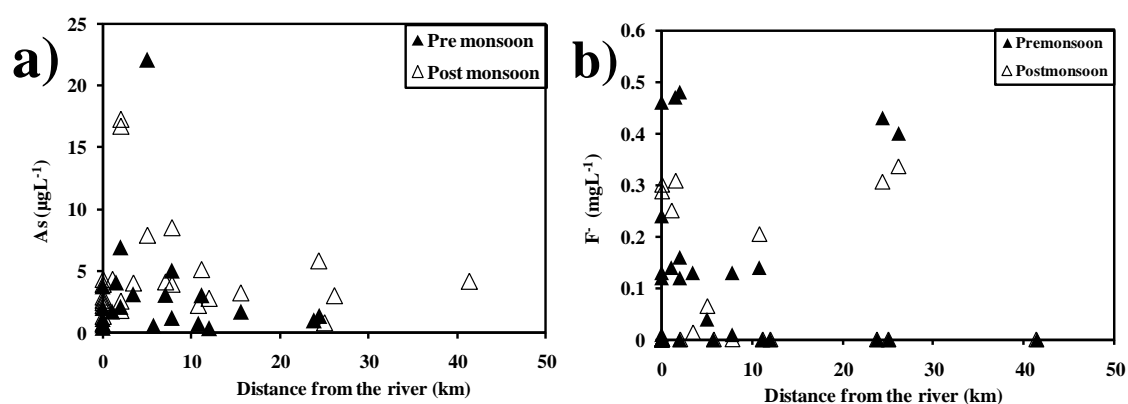 a)
25
20
15
10
5
0
As (µgL-1)
0 10 20 30 40 50
Distance from the river (km)
Pre monsoon
Post monsoon
b)
0.6
0.5
0.4
0.3
0.2
0.1
0
F- (mgL-1)
0 10 20 30 40 50
Distance from the river (km)
Premonsoon
Postmonsoon